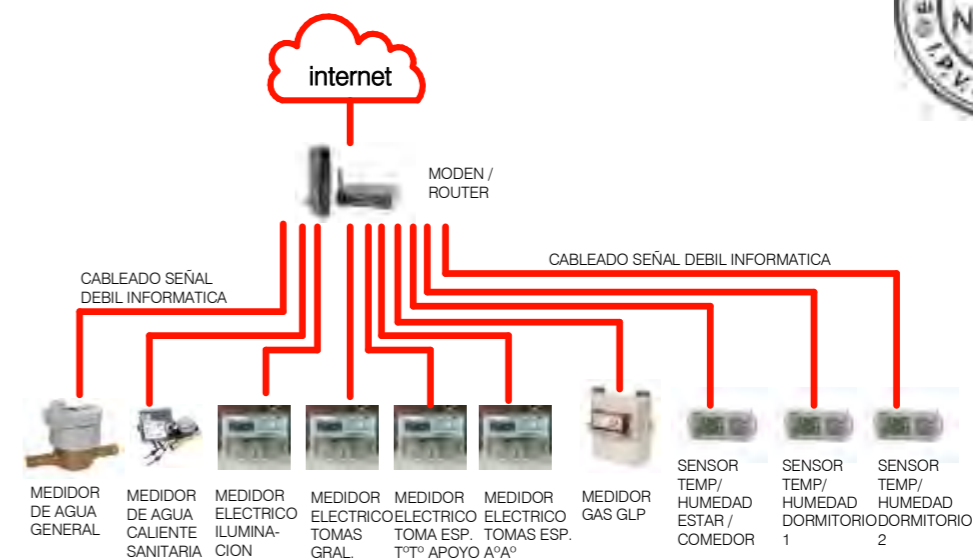 internet
MODEN /
ROUTER
CABLEADO SEÑAL
DEBIL INFORMATICA
CABLEADO SEÑAL DEBIL INFORMATICA
MEDIDOR
DE AGUA
GENERAL
MEDIDOR
DE AGUA
CALIENTE
SANITARIA
MEDIDOR
ELECTRICO
ILUMINA-
CION
MEDIDOR
ELECTRICO
TOMAS
GRAL.
MEDIDOR
ELECTRICO
TOMA ESP.
TºTº APOYO
MEDIDOR
ELECTRICO
TOMAS ESP.
AºAº
MEDIDOR
GAS GLP
SENSOR
TEMP/
HUMEDAD
ESTAR /
COMEDOR
SENSOR
TEMP/
HUMEDAD
DORMITORIO
1
SENSOR
TEMP/
HUMEDAD
DORMITORIO
2